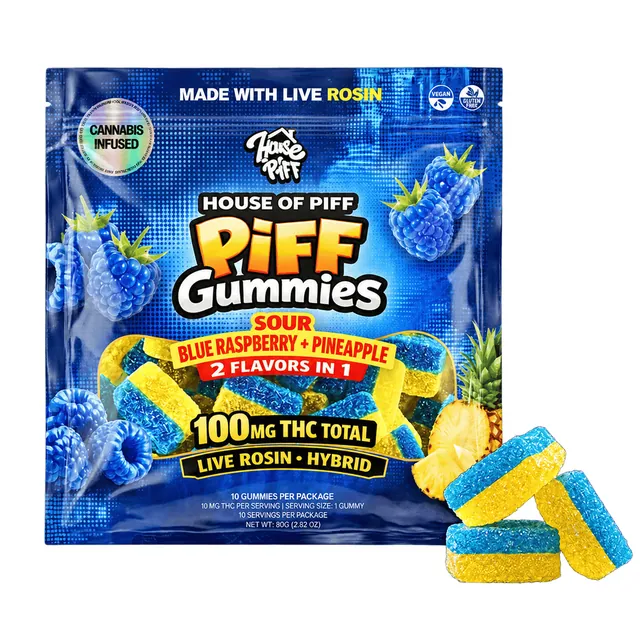 MADE WITH LIVE ROSIN
VEGAN
GLUTEN FREE
CANNABIS
INFUSED
House
of
PiFF
HOUSE OF PIFF
PiFF
Gummies
SOUR
BLUE RASPBERRY + PINEAPPLE
2 FLAVORS IN 1
100MG THC TOTAL
LIVE ROSIN • HYBRID
10 GUMMIES PER PACKAGE
10 MG THC PER SERVING | SERVING SIZE: 1 GUMMY
10 SERVINGS PER PACKAGE
NET WT: 80G (2.82 OZ)